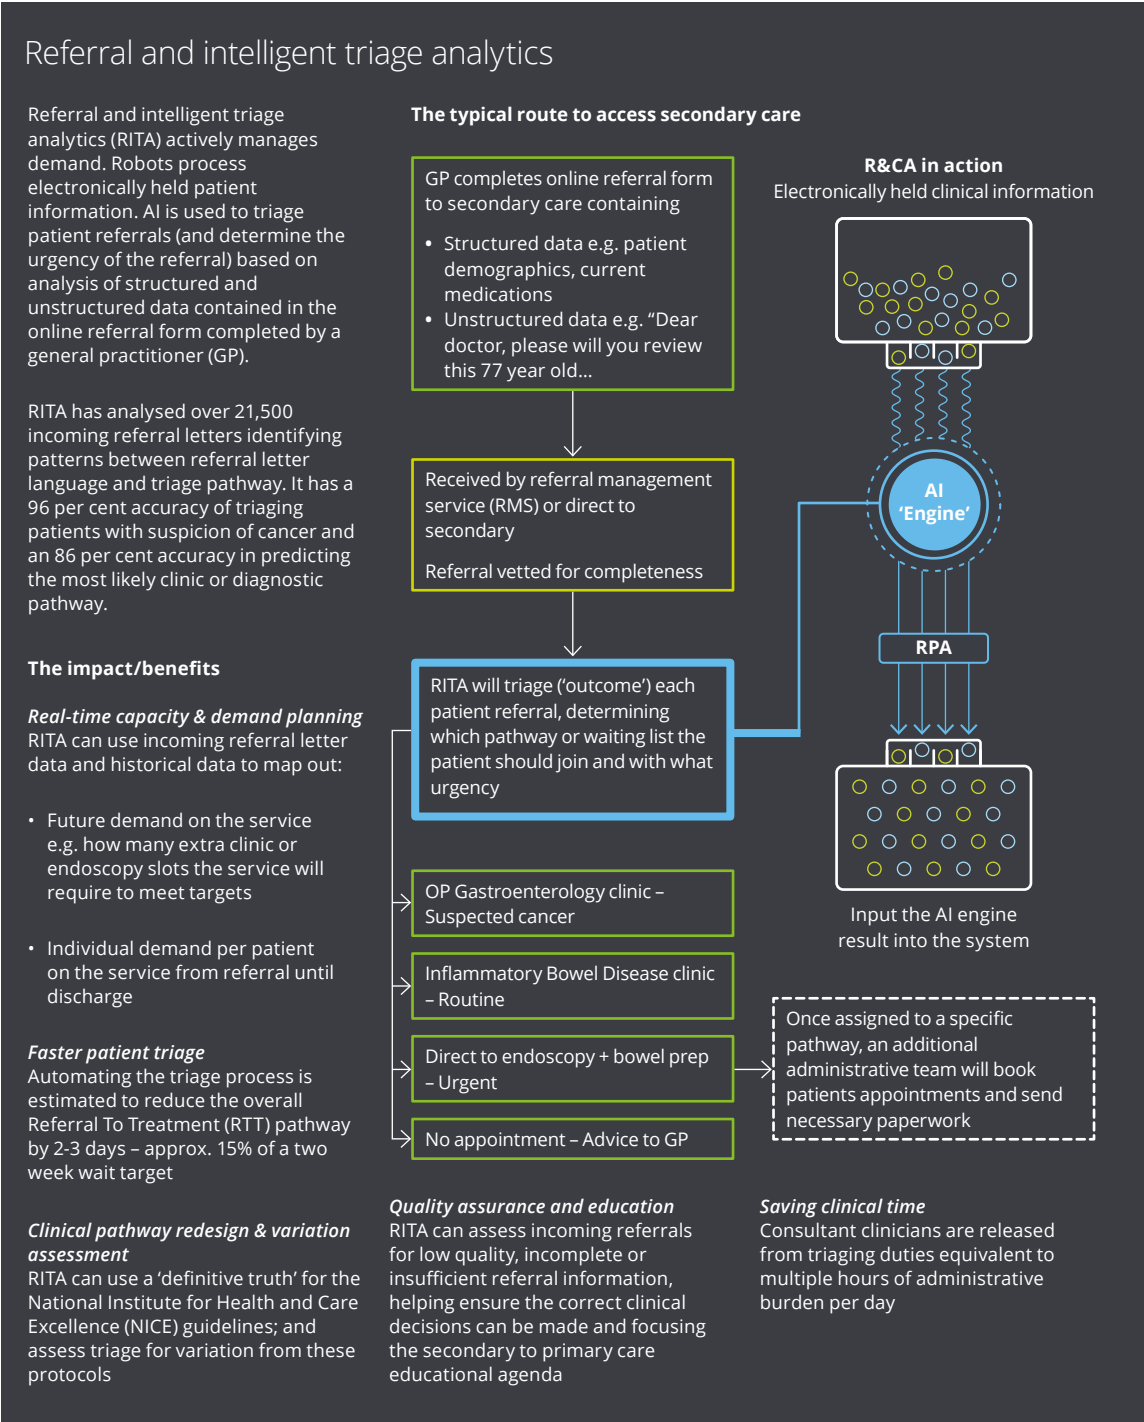 Referral and intelligent triage analytics
Referral and intelligent triage
analytics (RITA) actively manages
demand. Robots process
electronically held patient
information. AI is used to triage
patient referrals (and determine the
urgency of the referral) based on
analysis of structured and
unstructured data contained in the
online referral form completed by a
general practitioner (GP).
RITA has analysed over 21,500
incoming referral letters identifying
patterns between referral letter
language and triage pathway. It has a
96 per cent accuracy of triaging
patients with suspicion of cancer and
an 86 per cent accuracy in predicting
the most likely clinic or diagnostic
pathway.
The impact/benefits
Real-time capacity & demand planning
RITA can use incoming referral letter
data and historical data to map out:
• Future demand on the service
e.g. how many extra clinic or
endoscopy slots the service will
require to meet targets
• Individual demand per patient
on the service from referral until
discharge
Faster patient triage
Automating the triage process is
estimated to reduce the overall
Referral To Treatment (RTT) pathway
by 2-3 days – approx. 15% of a two
week wait target
Clinical pathway redesign & variation
assessment
RITA can use a ‘definitive truth’ for the
National Institute for Health and Care
Excellence (NICE) guidelines; and
assess triage for variation from these
protocols
The typical route to access secondary care
GP completes online referral form
to secondary care containing
• Structured data e.g. patient
demographics, current
medications
• Unstructured data e.g. “Dear
doctor, please will you review
this 77 year old...
Received by referral management
service (RMS) or direct to
secondary
Referral vetted for completeness
RITA will triage (‘outcome’) each
patient referral, determining
which pathway or waiting list the
patient should join and with what
urgency
OP Gastroenterology clinic –
Suspected cancer
Inflammatory Bowel Disease clinic
– Routine
Direct to endoscopy + bowel prep
– Urgent
No appointment – Advice to GP
Quality assurance and education
RITA can assess incoming referrals
for low quality, incomplete or
insufficient referral information,
helping ensure the correct clinical
decisions can be made and focusing
the secondary to primary care
educational agenda
R&CA in action
Electronically held clinical information
AI
‘Engine’
RPA
Input the AI engine
result into the system
Once assigned to a specific
pathway, an additional
administrative team will book
patients appointments and send
necessary paperwork
Saving clinical time
Consultant clinicians are released
from triaging duties equivalent to
multiple hours of administrative
burden per day